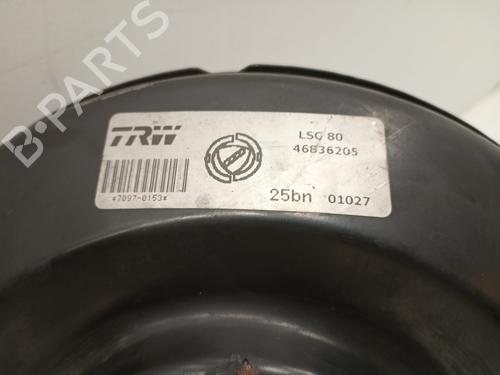 TRW
LSC 80
46836205
*7097-0153*
25bn 01027
B-PARTS